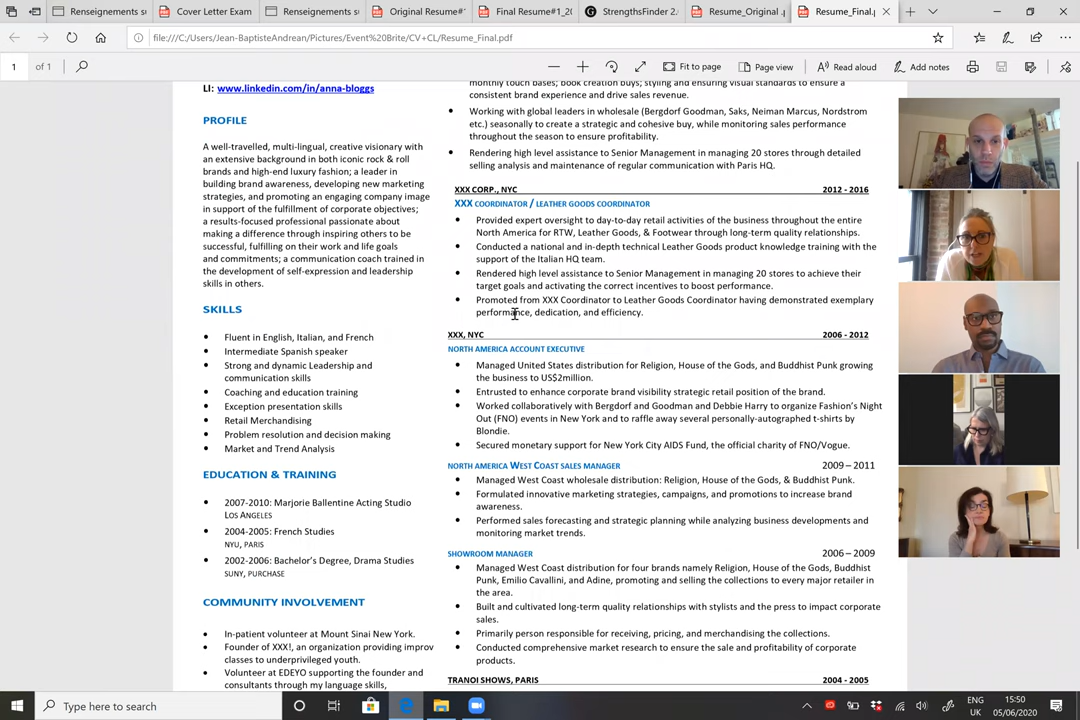 Renseignements su
Cover Letter Exam
Renseignements su
Original Resume#1
Final Resume#1_20
StrengthsFinder 2.0
Resume_Original .p
Resume_Final.p
file:///C:/Users/Jean-BaptisteAndrean/Pictures/Event%20Brite/CV+CL/Resume_Final.pdf
1 of 1
Fit to page
Page view
Read aloud
Add notes
LI: www.linkedin.com/in/anna-bloggs
PROFILE
A well-travelled, multi-lingual, creative visionary with
an extensive background in both iconic rock & roll
brands and high-end luxury fashion; a leader in
building brand awareness, developing new marketing
strategies, and promoting an engaging company image
in support of the fulfillment of corporate objectives;
a results-focused professional passionate about
making a difference through inspiring others to be
successful, fulfilling on their work and life goals
and commitments; a communication coach trained in
the development of self-expression and leadership
skills in others.
SKILLS
• Fluent in English, Italian, and French
• Intermediate Spanish speaker
• Strong and dynamic Leadership and
communication skills
• Coaching and education training
• Exception presentation skills
• Retail Merchandising
• Problem resolution and decision making
• Market and Trend Analysis
EDUCATION & TRAINING
• 2007-2010: Marjorie Ballentine Acting Studio
LOS ANGELES
• 2004-2005: French Studies
NYU, PARIS
• 2002-2006: Bachelor's Degree, Drama Studies
SUNY, PURCHASE
COMMUNITY INVOLVEMENT
• In-patient volunteer at Mount Sinai New York.
• Founder of XXX!, an organization providing improv
classes to underprivileged youth.
• Volunteer at EDEYO supporting the founder and
consultants through my language skills,
monthly touch bases; book creation buys; styling and ensuring visual standards to ensure a
consistent brand experience and drive sales revenue.
• Working with global leaders in wholesale (Bergdorf Goodman, Saks, Neiman Marcus, Nordstrom
etc.) seasonally to create a strategic and cohesive buy, while monitoring sales performance
throughout the season to ensure profitability.
• Rendering high level assistance to Senior Management in managing 20 stores through detailed
selling analysis and maintenance of regular communication with Paris HQ.
XXX CORP., NYC 2012 - 2016
XXX COORDINATOR / LEATHER GOODS COORDINATOR
• Provided expert oversight to day-to-day retail activities of the business throughout the entire
North America for RTW, Leather Goods, & Footwear through long-term quality relationships.
• Conducted a national and in-depth technical Leather Goods product knowledge training with the
support of the Italian HQ team.
• Rendered high level assistance to Senior Management in managing 20 stores to achieve their
target goals and activating the correct incentives to boost performance.
• Promoted from XXX Coordinator to Leather Goods Coordinator having demonstrated exemplary
performance, dedication, and efficiency.
XXX, NYC 2006 - 2012
NORTH AMERICA ACCOUNT EXECUTIVE
• Managed United States distribution for Religion, House of the Gods, and Buddhist Punk growing
the business to US$2million.
• Entrusted to enhance corporate brand visibility strategic retail position of the brand.
• Worked collaboratively with Bergdorf and Goodman and Debbie Harry to organize Fashion's Night
Out (FNO) events in New York and to raffle away several personally-autographed t-shirts by
Blondie.
• Secured monetary support for New York City AIDS Fund, the official charity of FNO/Vogue.
NORTH AMERICA WEST COAST SALES MANAGER 2009 – 2011
• Managed West Coast wholesale distribution: Religion, House of the Gods, & Buddhist Punk.
• Formulated innovative marketing strategies, campaigns, and promotions to increase brand
awareness.
• Performed sales forecasting and strategic planning while analyzing business developments and
monitoring market trends.
SHOWROOM MANAGER 2006 – 2009
• Managed West Coast distribution for four brands namely Religion, House of the Gods, Buddhist
Punk, Emilio Cavallini, and Adine, promoting and selling the collections to every major retailer in
the area.
• Built and cultivated long-term quality relationships with stylists and the press to impact corporate
sales.
• Primarily person responsible for receiving, pricing, and merchandising the collections.
• Conducted comprehensive market research to ensure the sale and profitability of corporate
products.
TRANOI SHOWS, PARIS 2004 - 2005
Type here to search
ENG
UK
15:50
05/06/2020